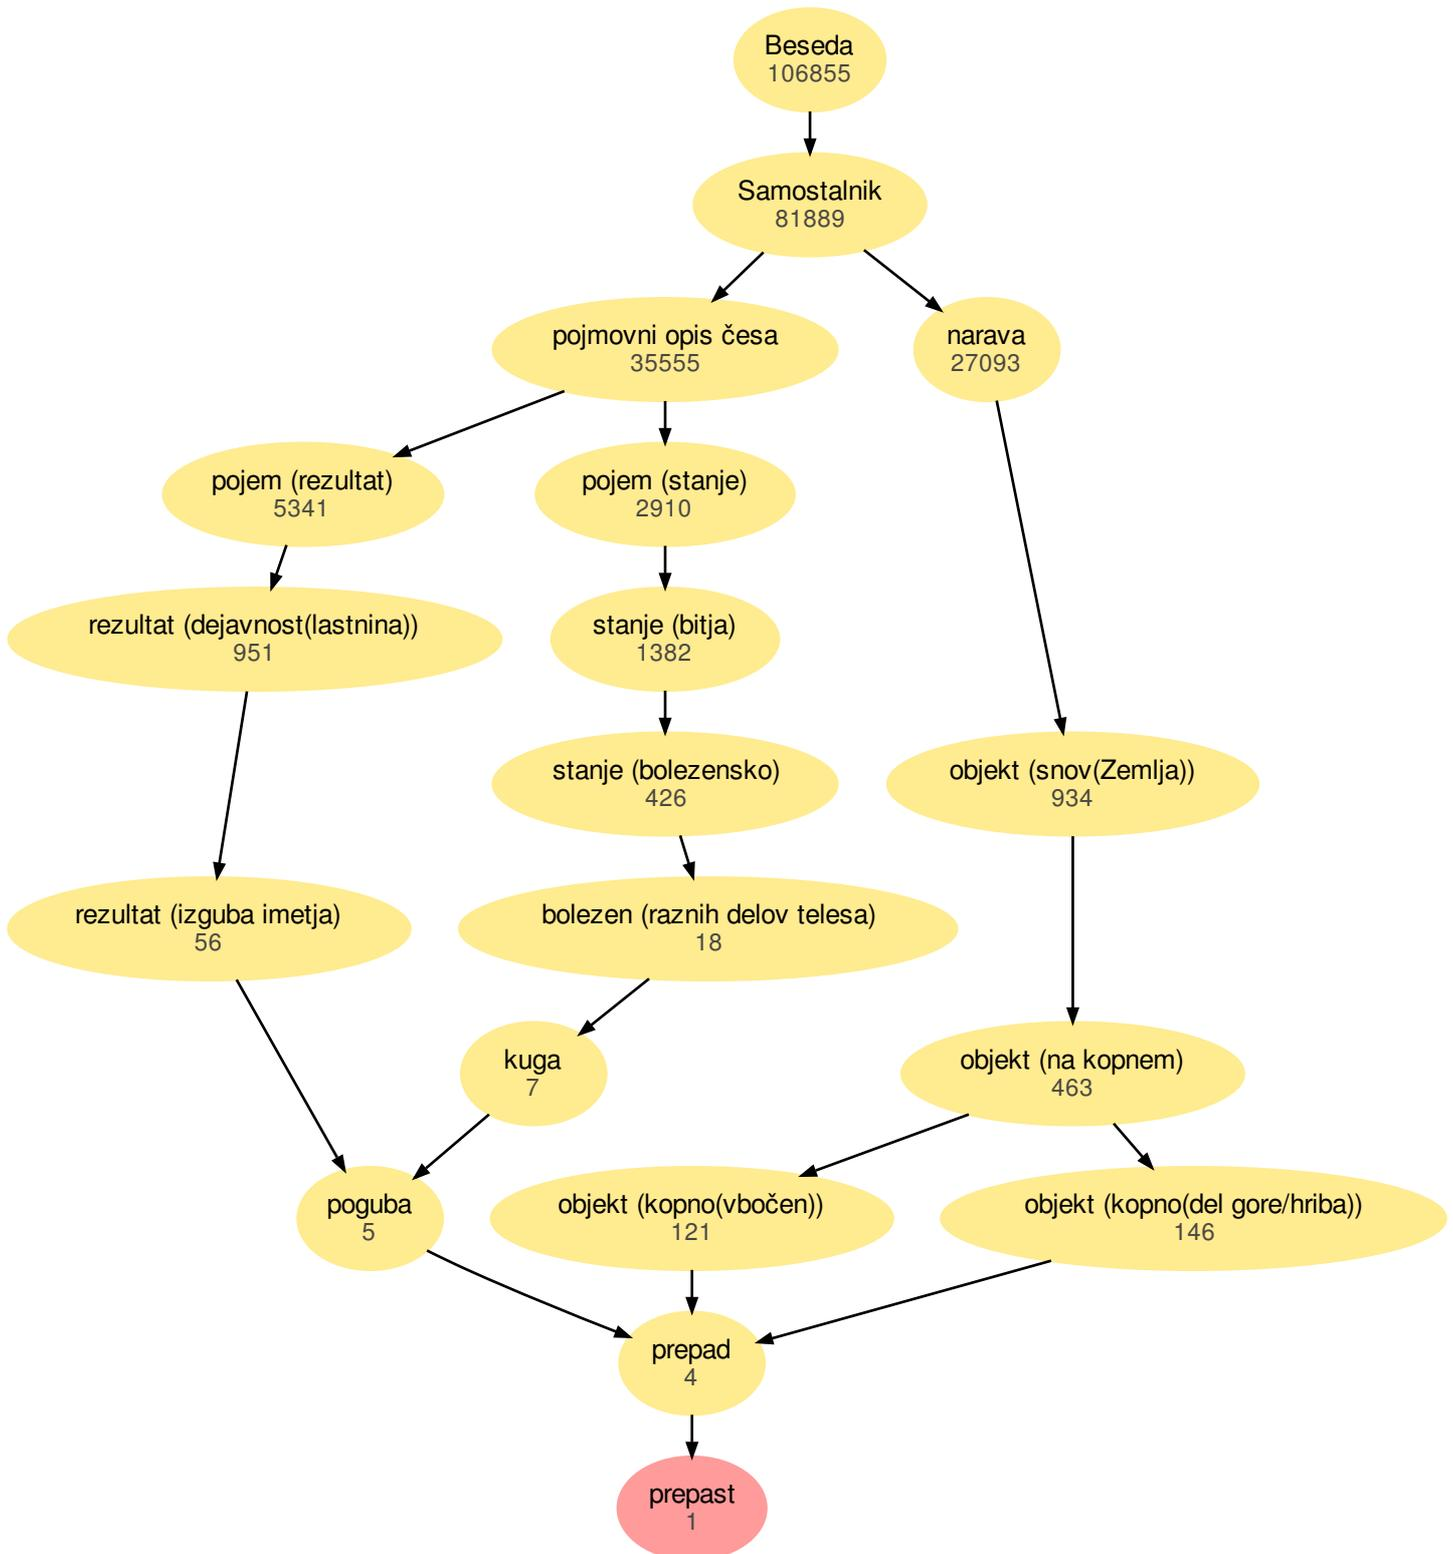 Beseda
106855
Samostalnik
81889
pojmovni opis česa
35555
narava
27093
pojem (rezultat)
5341
pojem (stanje)
2910
rezultat (dejavnost(lastnina))
951
stanje (bitja)
1382
stanje (bolezensko)
426
objekt (snov(Zemlja))
934
rezultat (izguba imetja)
56
bolezen (raznih delov telesa)
18
kuga
7
objekt (na kopnem)
463
poguba
5
objekt (kopno(vbočen))
121
objekt (kopno(del gore/hriba))
146
prepad
4
prepast
1